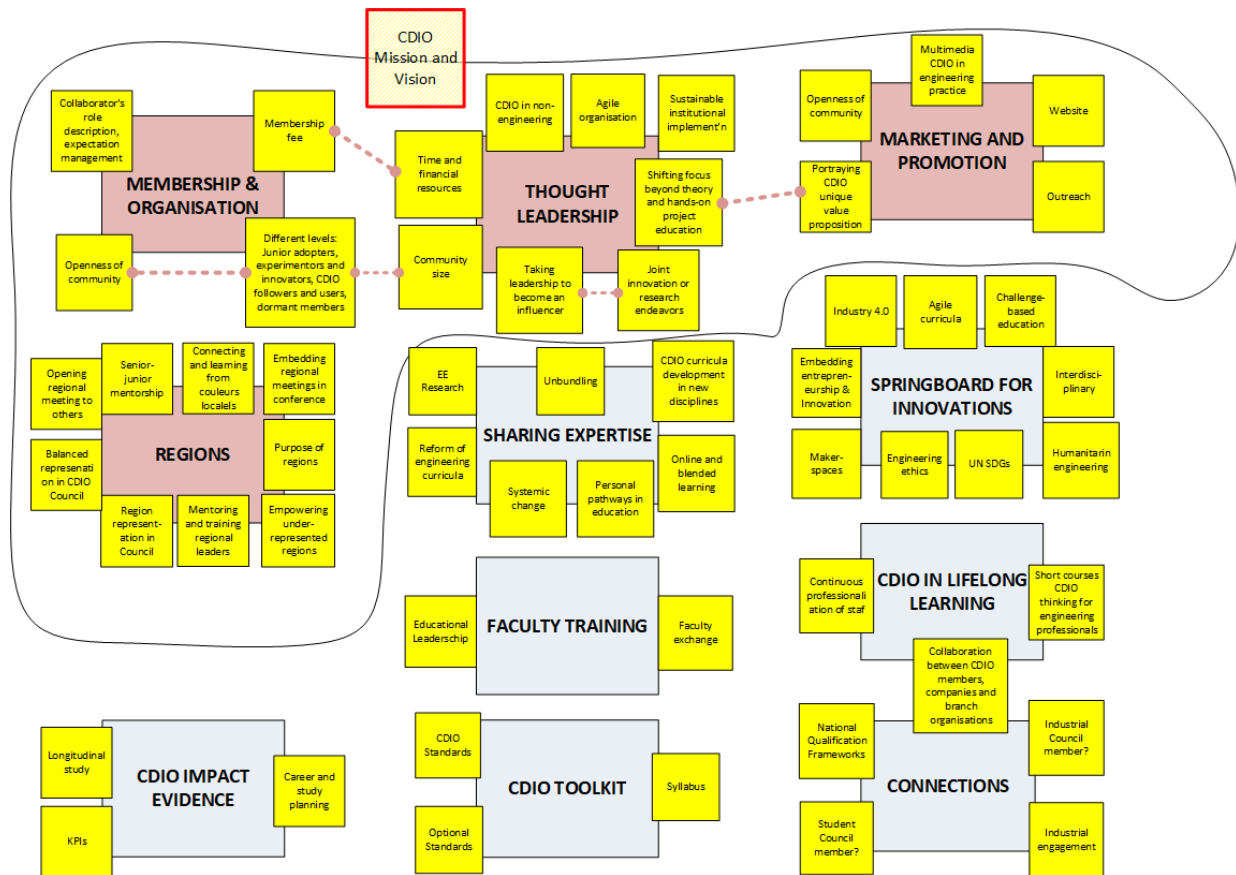 CDIO
Mission and
Vision
Collaborator's
role
description,
expectation
management
Membership
fee
MEMBERSHIP &
ORGANISATION
Openness of
community
Different levels:
Junior adopters,
experimentors and
innovators, CDIO
followers and users,
dormant members
CDIO in non-
engineering
Agile
organisation
Sustainable
institutional
implement'n
Time and
financial
resources
THOUGHT
LEADERSHIP
Shifting focus
beyond theory
and hands-on
project
education
Community
size
Taking
leadership to
become an
influencer
Joint
innovation or
research
endeavors
Multimedia
CDIO in
engineering
practice
Openness of
community
Website
MARKETING AND
PROMOTION
Portraying
CDIO
unique
value
proposition
Outreach
Opening
regional
meeting to
others
Senior-
junior
mentorship
Connecting
and learning
from
couleurs
localels
Embedding
regional
meetings in
conference
REGIONS
Purpose of
regions
Balanced
represenati
on in CDIO
Council
Region
represent-
ation in
Council
Mentoring
and training
regional
leaders
Empowering
under-
represented
regions
EE
Research
Unbundling
CDIO curricula
development
in new
disciplines
SHARING EXPERTISE
Reform of
engineering
curricula
Systemic
change
Personal
pathways in
education
Online and
blended
learning
Industry 4.0
Agile
curricula
Challenge-
based
education
Embedding
entrepren-
eurship &
Innovation
SPRINGBOARD FOR
INNOVATIONS
Interdisci-
plinary
Maker-
spaces
Engineering
ethics
UN SDGs
Humanitarin
engineering
Educational
Leadership
FACULTY TRAINING
Faculty
exchange
Continuous
professionali
ation of staf
CDIO IN LIFELONG
LEARNING
Short courses
CDIO
thinking for
engineering
professionals
Collaboration
between CDIO
members,
companies and
branch
organisations
Longitudinal
study
CDIO IMPACT
EVIDENCE
Career and
study
planning
KPIs
CDIO
Standards
CDIO TOOLKIT
Syllabus
Optional
Standards
National
Qualification
Frameworks
Industrial
Council
member?
CONNECTIONS
Student
Council
member?
Industrial
engagement